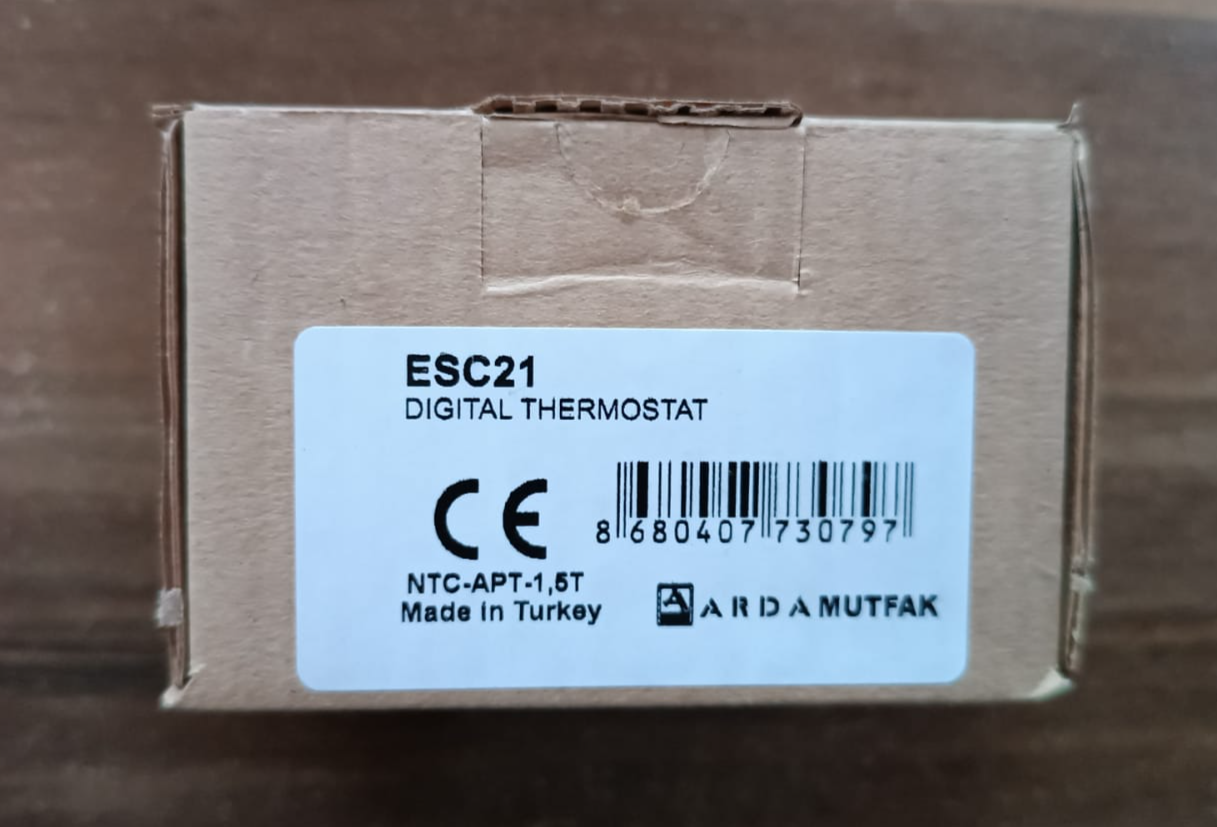 ESC21
DIGITAL THERMOSTAT
CE
8 680407 730797
NTC-APT-1,5T
Made in Turkey
ARDA MUTFAK